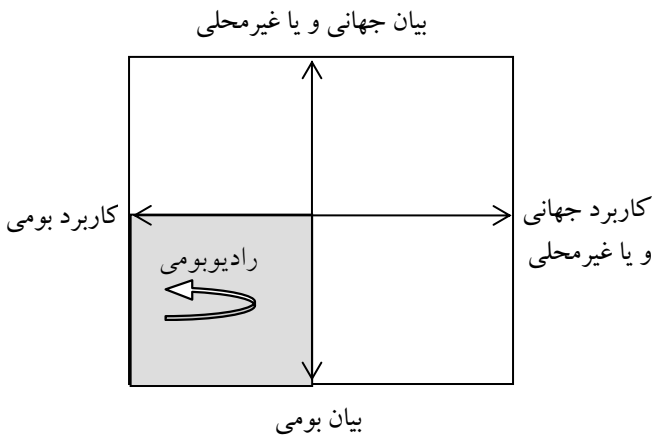 بیان جهانی و یا غیرمحلی
کاربرد جهانی
و یا غیرمحلی
کاربرد بومی
رادیوبومی
بیان بومی